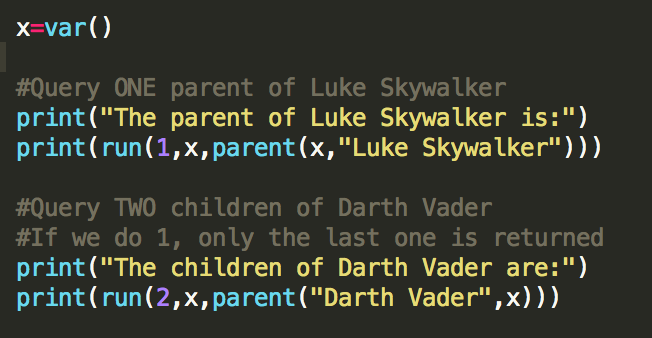 x=var()
#Query ONE parent of Luke Skywalker
print("The parent of Luke Skywalker is:")
print(run(1,x,parent(x,"Luke Skywalker")))
#Query TWO children of Darth Vader
#If we do 1, only the last one is returned
print("The children of Darth Vader are:")
print(run(2,x,parent("Darth Vader",x)))